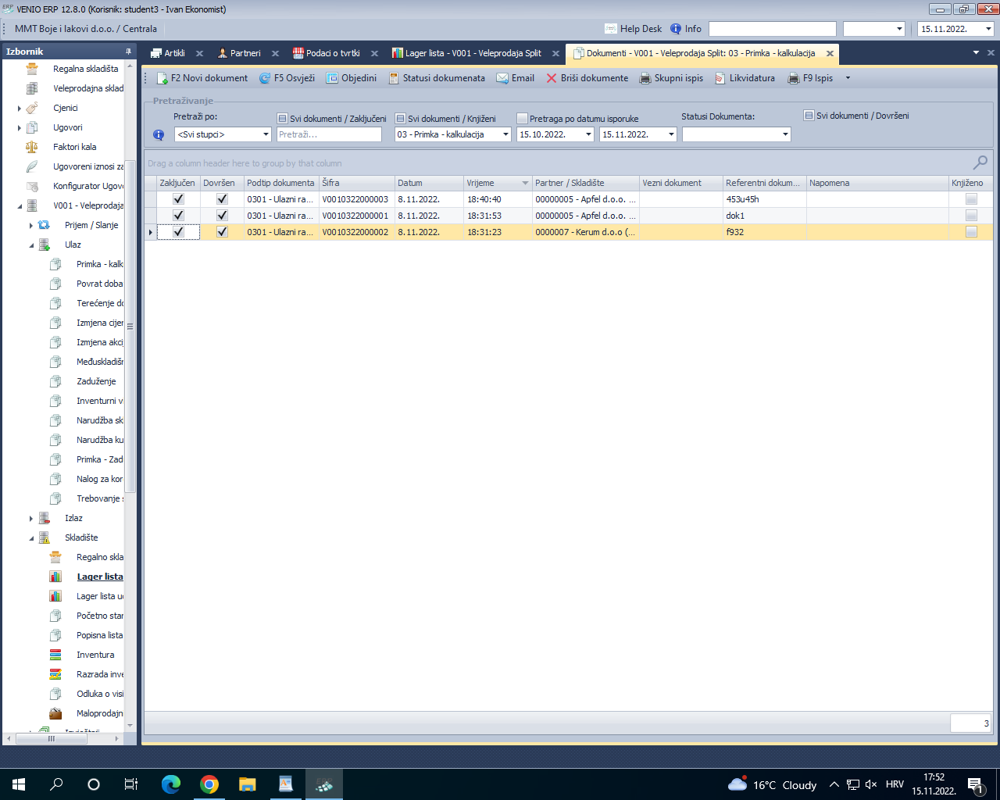 VENIO ERP 12.8.0 (Korisnik: student3 - Ivan Ekonomist)
MMT Boje i lakovi d.o.o. / Centrala
Help Desk
Info
15.11.2022.
Izbornik
Artikli
Partneri
Podaci o tvrtki
Lager lista - V001 - Veleprodaja Split
Dokumenti - V001 - Veleprodaja Split: 03 - Primka - kalkulacija
F2 Novi dokument
F5 Osvježi
Objedini
Statusi dokumenata
Email
Briši dokumente
Skupni ispis
Likvidatura
F9 Ispis
Regalna skladišta
Veleprodajna sklad
Cjenici
Ugovori
Faktori kala
Ugovoreni iznosi za
Konfigurator Ugov
V001 - Veleprodaja
Prijem / Slanje
Ulaz
Primka - kalk
Povrat doba
Terećenje do
Izmjena cijer
Izmjena akcij
Međuskladišr
Zaduženje
Inventurni v
Narudžba sk
Narudžba ku
Primka - Zad
Nalog za kor
Trebovanje s
Izlaz
Skladište
Regalno skla
Lager lista
Lager lista u
Početno star
Popisna lista
Inventura
Razrada inve
Odluka o visi
Maloprodajn
Pretraživanje
Pretraži po:
Svi dokumenti / Zaključeni
Svi dokumenti / Knjiženi
Pretraga po datumu isporuke
Statusi Dokumenta:
Svi dokumenti / Dovršeni
<Svi stupci>
Pretraži...
03 - Primka - kalkulacija
15.10.2022.
15.11.2022.
Drag a column header here to group by that column
Zaključen Dovršen Podtip dokumenta Šifra Datum Vrijeme Partner / Skladište Vezni dokument Referentni dokum... Napomena Knjiženo
0301 - Ulazni ra... V0010322000003 8.11.2022. 18:40:40 00000005 - Apfel d.o.o. ... 453u45h
0301 - Ulazni ra... V0010322000001 8.11.2022. 18:31:53 00000005 - Apfel d.o.o. ... dok1
0301 - Ulazni ra... V0010322000002 8.11.2022. 18:31:23 0000007 - Kerum d.o.o (... f932
3
16°C Cloudy
HRV
17:52
15.11.2022.
1